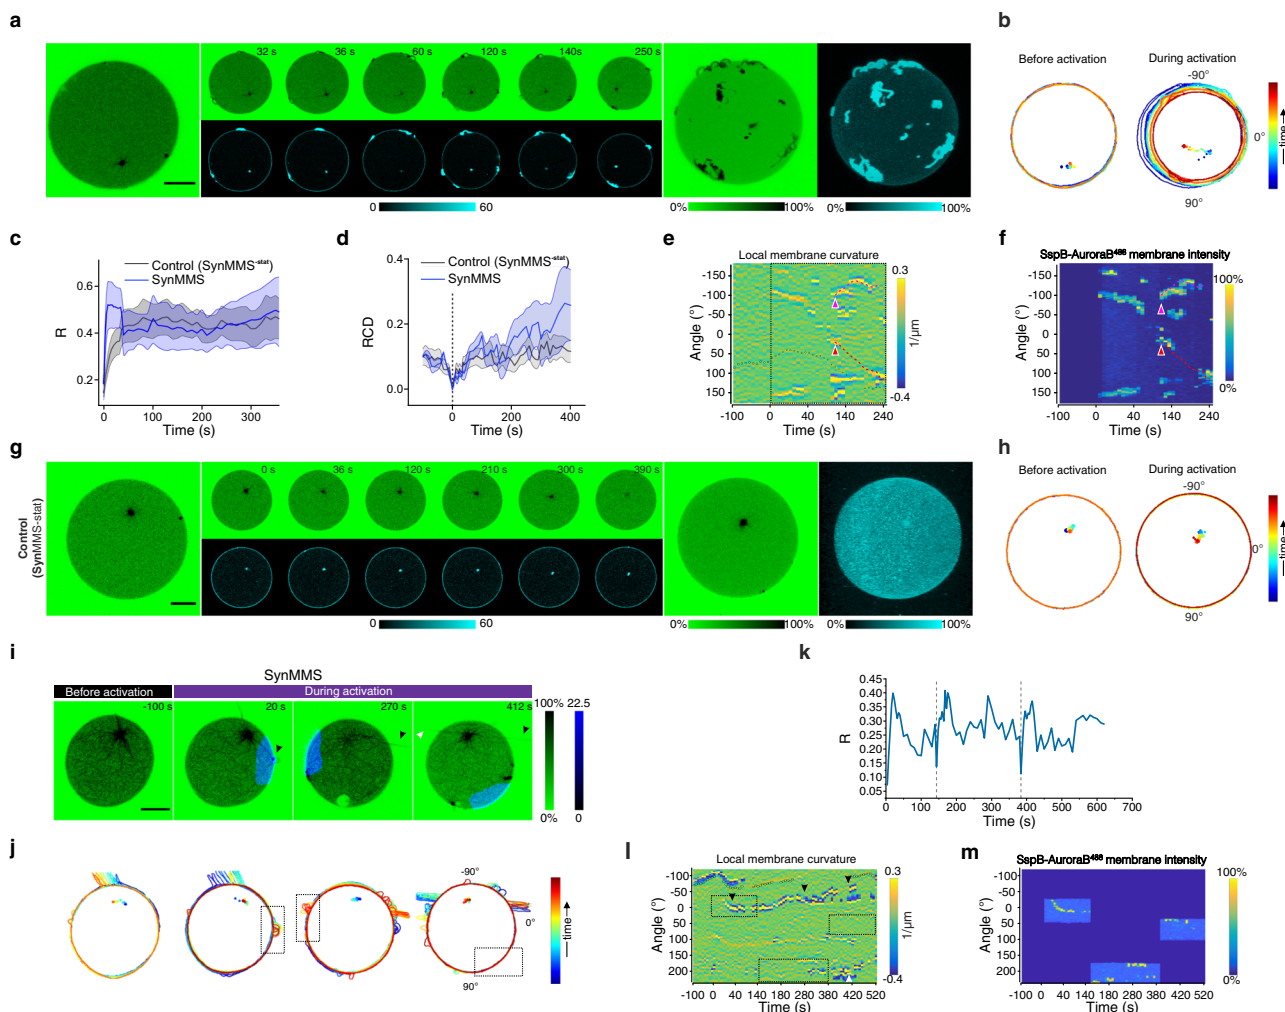 a
32 s
36 s
60 s
120 s
140 s
250 s
0
60
0%
100%
0%
100%
b
Before activation
During activation
-90°
0°
90°
time
c
R
0.6
0.4
0.2
Control (SynMMS-stat)
SynMMS
0
100
200
300
Time (s)
d
RCD
0.2
0.1
0.0
Control (SynMMS-stat)
SynMMS
0
200
400
Time (s)
e
Local membrane curvature
Angle (°)
-150
-100
-50
0
50
100
150
-100
0
40
140
240
Time (s)
0.3
-0.4
1/μm
f
SspB-AuroraB488 membrane intensity
Angle (°)
-150
-100
-50
0
50
100
150
-100
0
40
140
240
Time (s)
100%
0%
g
Control
(SynMMS-stat)
0 s
36 s
120 s
210 s
300 s
390 s
0
60
0%
100%
0%
100%
h
Before activation
During activation
-90°
0°
90°
time
i
SynMMS
Before activation
During activation
-100 s
20 s
270 s
412 s
100%
0%
22.5
0
j
-90°
0°
90°
time
k
R
0.45
0.40
0.35
0.30
0.25
0.20
0.15
0.10
0.05
0
100
200
300
400
500
600
700
Time (s)
l
Local membrane curvature
Angle (°)
-100
-50
0
50
100
150
200
-100
0
40
140
280
380
420
520
Time (s)
0.3
-0.4
1/μm
m
SspB-AuroraB488 membrane intensity
Angle (°)
-100
-50
0
50
100
150
200
-100
0
40
140
280
380
420
520
Time (s)
100%
0%